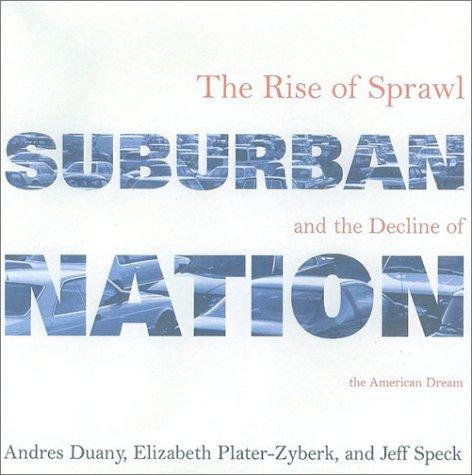 The Rise of Sprawl
SUBURBAN
and the Decline of
NATION
the American Dream
Andres Duany, Elizabeth Plater-Zyberk, and Jeff Speck